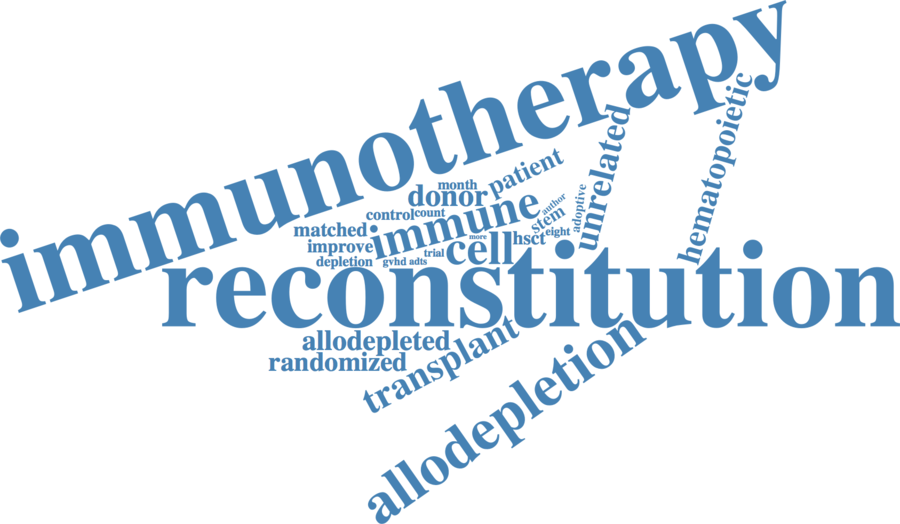 immunotherapy
hematopoietic
unrelated
patient
month
donor
adoptive
author
stem
control
count
immune
matched
eight
hsct
more
cell
improve
trial
depletion
gvhd
adts
reconstitution
allodepleted
transplant
randomized
allodepletion